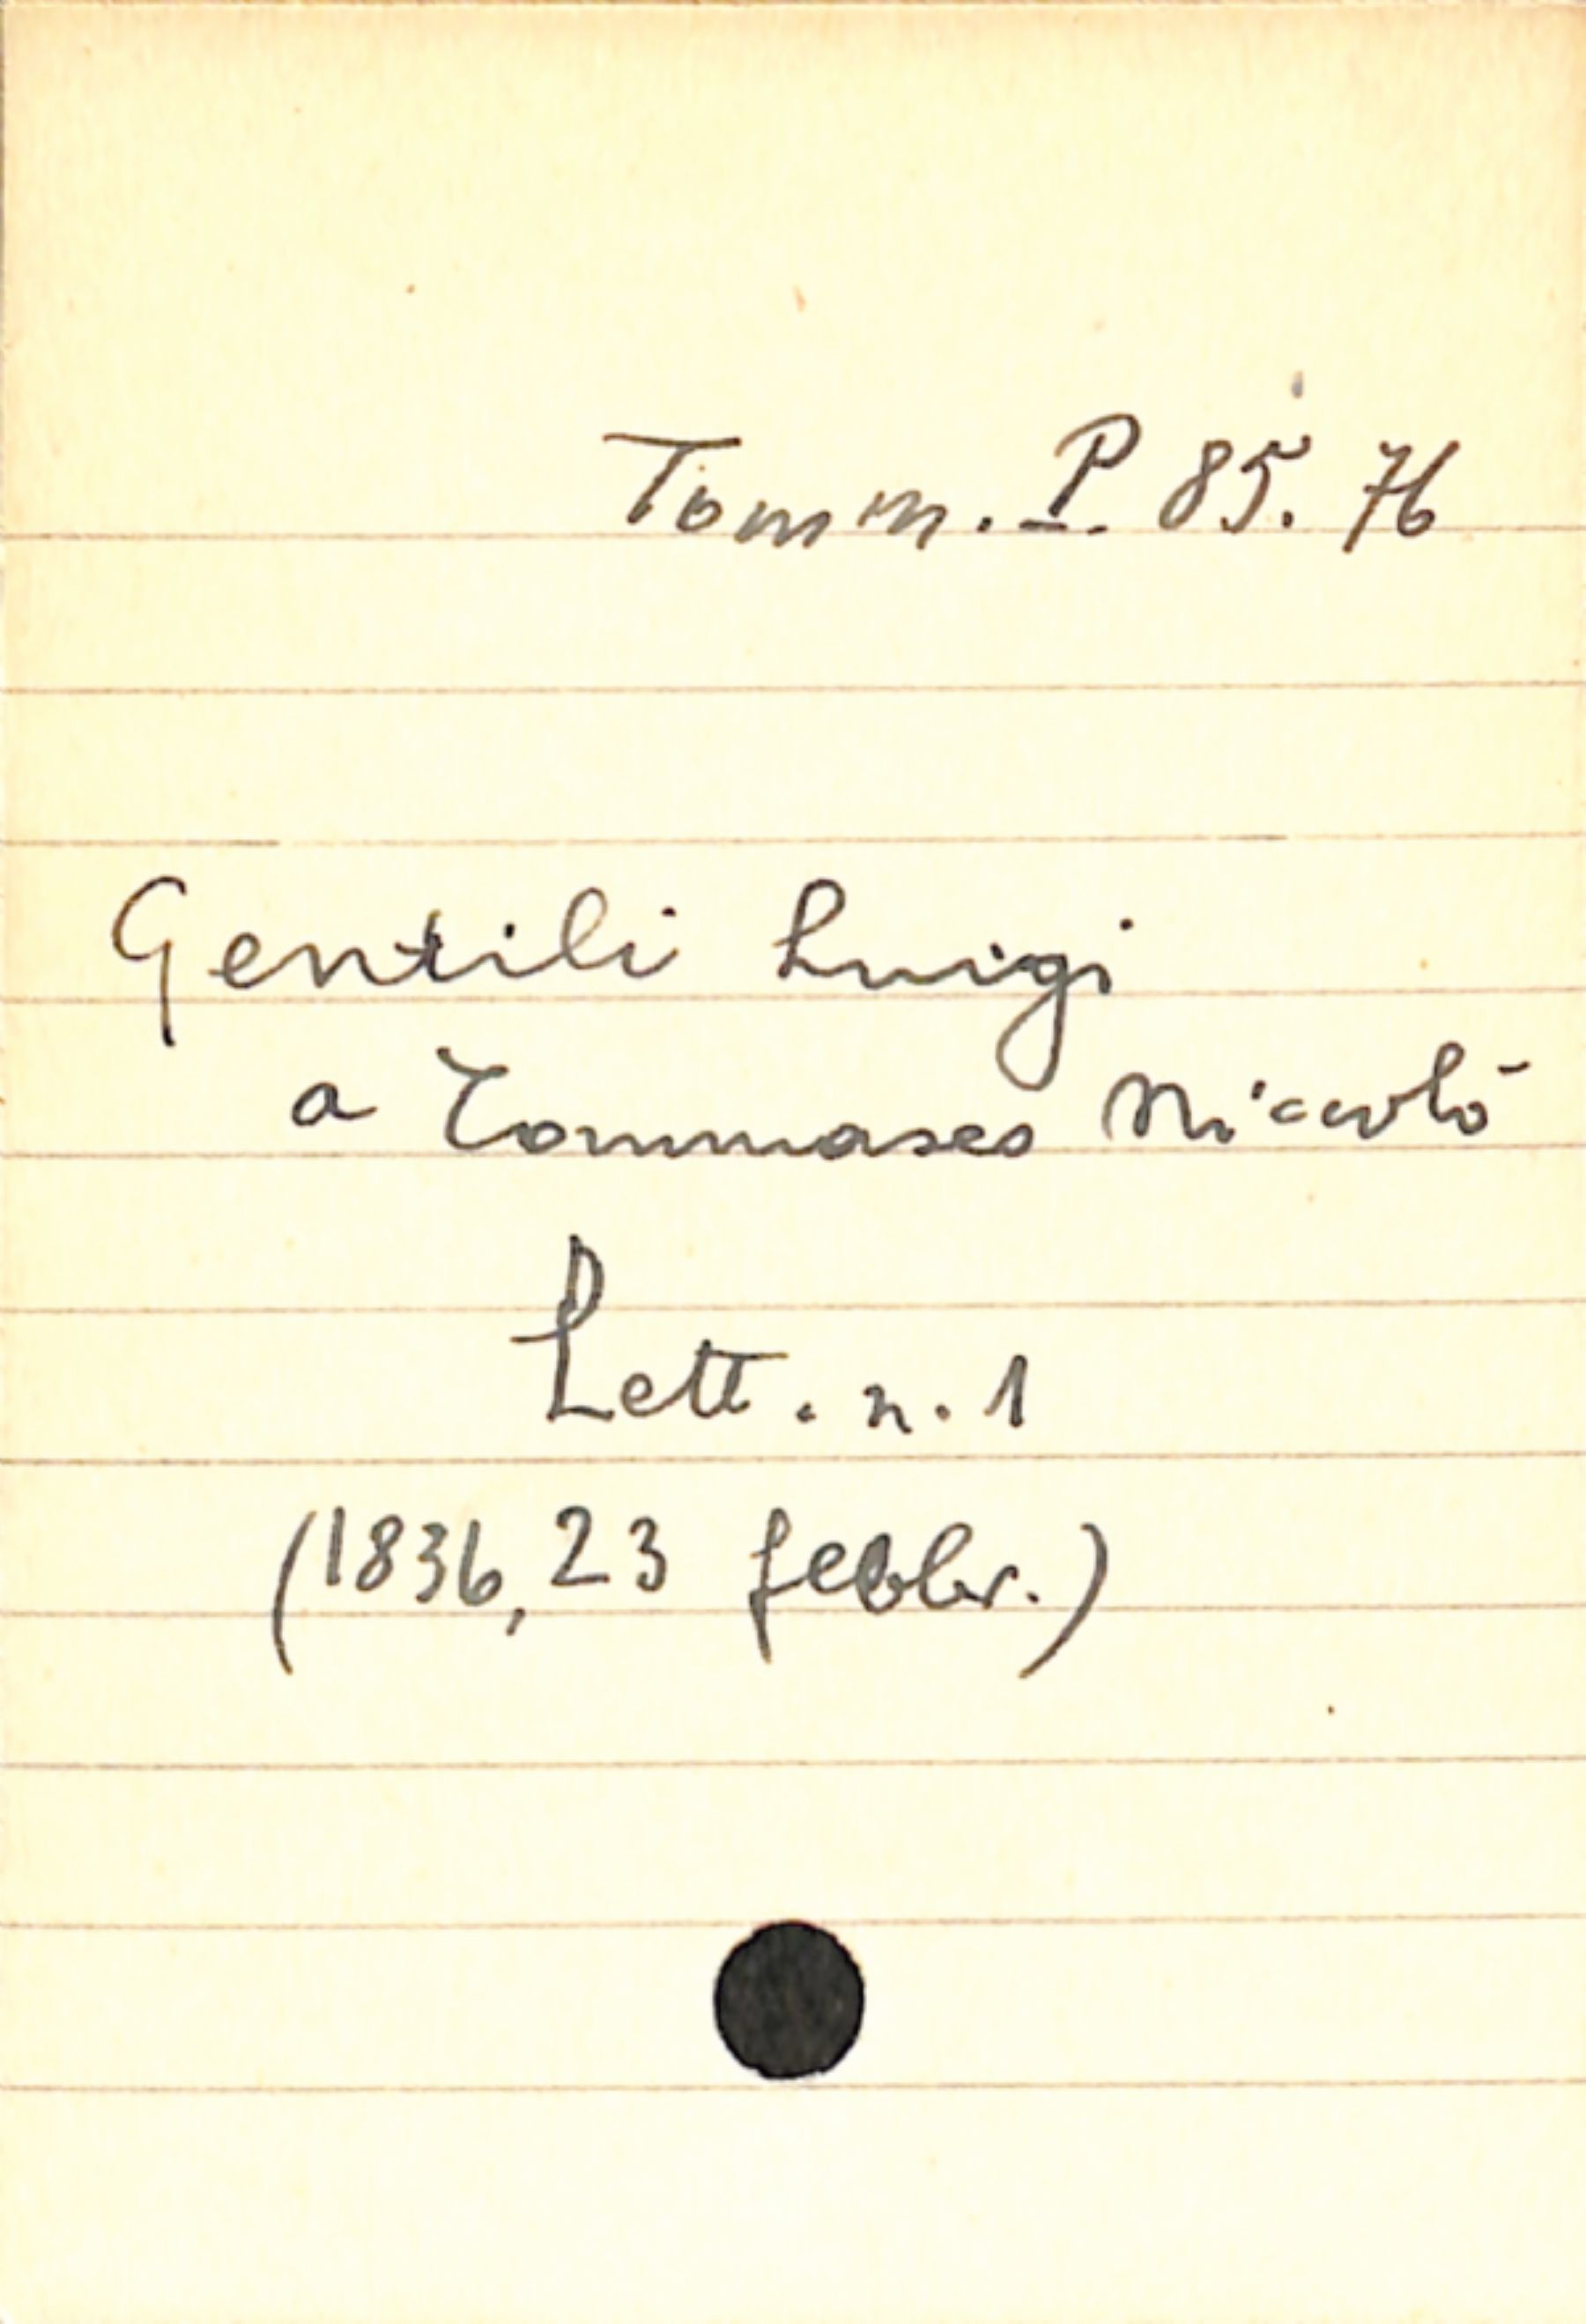 Tomm. P. 85. 76
Gentili Luigi
a Tommaseo Niccolò
Lett. n. 1
(1836, 23 febbr.)